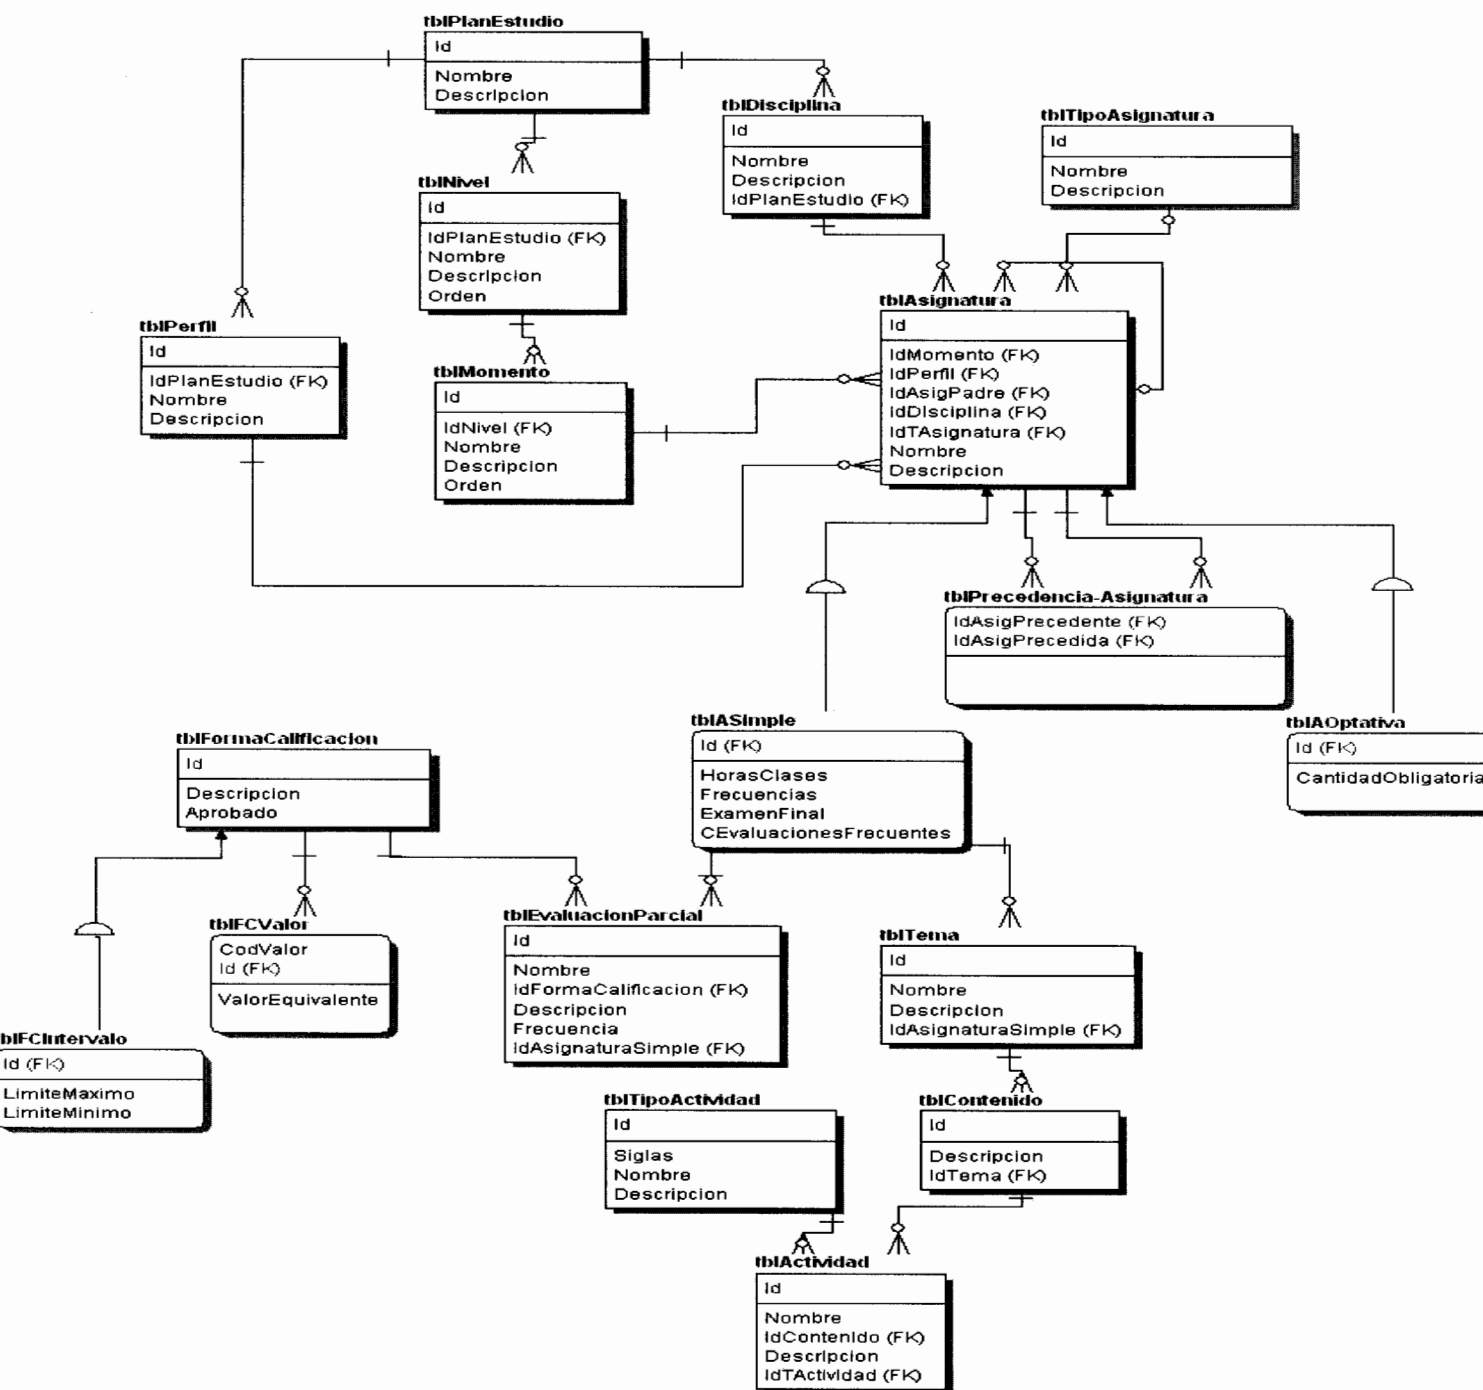 tblPlanEstudio
Id
Nombre
Descripcion
tblDisciplina
Id
Nombre
Descripcion
IdPlanEstudio (FK)
tblTipoAsignatura
Id
Nombre
Descripcion
tblNivel
Id
IdPlanEstudio (FK)
Nombre
Descripcion
Orden
tblPerfil
Id
IdPlanEstudio (FK)
Nombre
Descripcion
tblMomento
Id
IdNivel (FK)
Nombre
Descripcion
Orden
tblAsignatura
Id
IdMomento (FK)
IdPerfil (FK)
IdAsigPadre (FK)
IdDisciplina (FK)
IdTAsignatura (FK)
Nombre
Descripcion
tblPrecedencia-Asignatura
IdAsigPrecedente (FK)
IdAsigPrecedida (FK)
tblASimple
Id (FK)
HorasClases
Frecuencias
ExamenFinal
CEvaluacionesFrecuentes
tblAOptativa
Id (FK)
CantidadObligatoria
tblFormaCalificacion
Id
Descripcion
Aprobado
tblFCValor
CodValor
Id (FK)
ValorEquivalente
tblEvaluacionParcial
Id
Nombre
IdFormaCalificacion (FK)
Descripcion
Frecuencia
IdAsignaturaSimple (FK)
tblTema
Id
Nombre
Descripcion
IdAsignaturaSimple (FK)
blFCIntervalo
Id (FK)
LimiteMaximo
LimiteMinimo
tblTipoActividad
Id
Siglas
Nombre
Descripcion
tblContenido
Id
Descripcion
IdTema (FK)
tblActividad
Id
Nombre
IdContenido (FK)
Descripcion
IdTActividad (FK)